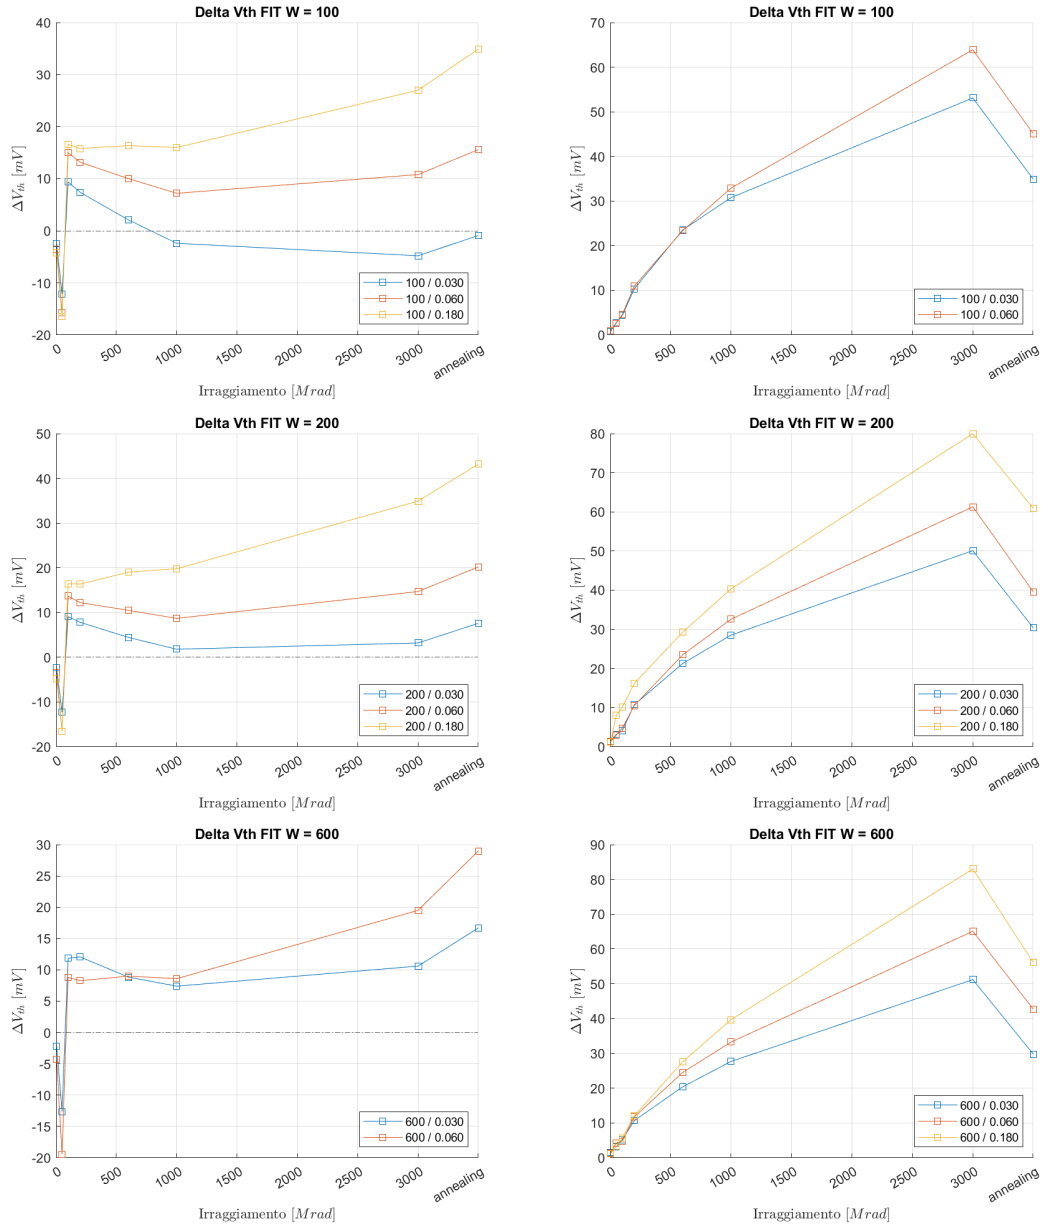 Delta Vth FIT W = 100
40
30
20
10
0
-10
-20
ΔV_th [mV]
100 / 0.030
100 / 0.060
100 / 0.180
0 500 1000 1500 2000 2500 3000 annealing
Irraggiamento [Mrad]
Delta Vth FIT W = 100
70
60
50
40
30
20
10
0
ΔV_th [mV]
100 / 0.030
100 / 0.060
0 500 1000 1500 2000 2500 3000 annealing
Irraggiamento [Mrad]
Delta Vth FIT W = 200
50
40
30
20
10
0
-10
-20
ΔV_th [mV]
200 / 0.030
200 / 0.060
200 / 0.180
0 500 1000 1500 2000 2500 3000 annealing
Irraggiamento [Mrad]
Delta Vth FIT W = 200
80
70
60
50
40
30
20
10
0
ΔV_th [mV]
200 / 0.030
200 / 0.060
200 / 0.180
0 500 1000 1500 2000 2500 3000 annealing
Irraggiamento [Mrad]
Delta Vth FIT W = 600
30
25
20
15
10
5
0
-5
-10
-15
-20
ΔV_th [mV]
600 / 0.030
600 / 0.060
0 500 1000 1500 2000 2500 3000 annealing
Irraggiamento [Mrad]
Delta Vth FIT W = 600
90
80
70
60
50
40
30
20
10
0
ΔV_th [mV]
600 / 0.030
600 / 0.060
600 / 0.180
0 500 1000 1500 2000 2500 3000 annealing
Irraggiamento [Mrad]